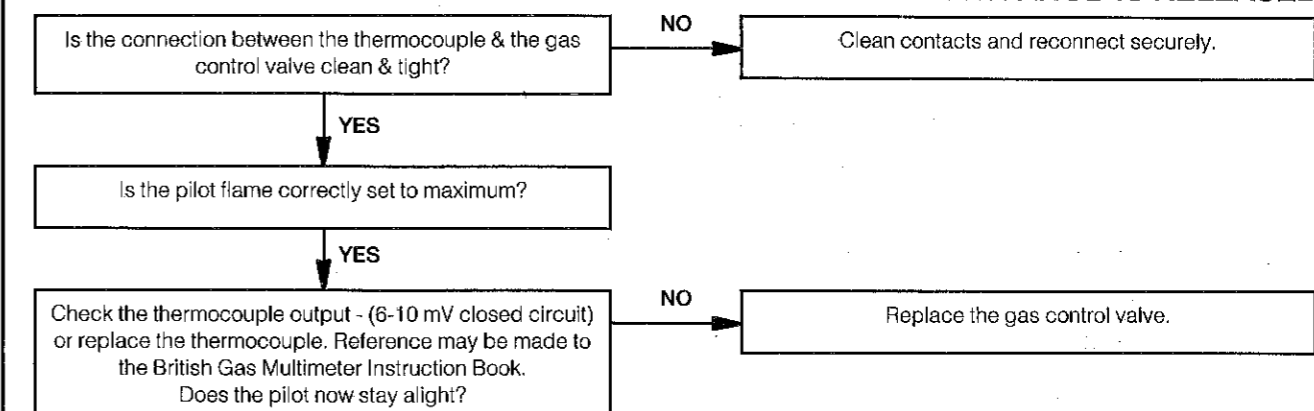 Is the connection between the thermocouple & the gas
control valve clean & tight?
NO
Clean contacts and reconnect securely.
YES
Is the pilot flame correctly set to maximum?
YES
Check the thermocouple output - (6-10 mV closed circuit)
or replace the thermocouple. Reference may be made to
the British Gas Multimeter Instruction Book.
Does the pilot now stay alight?
NO
Replace the gas control valve.